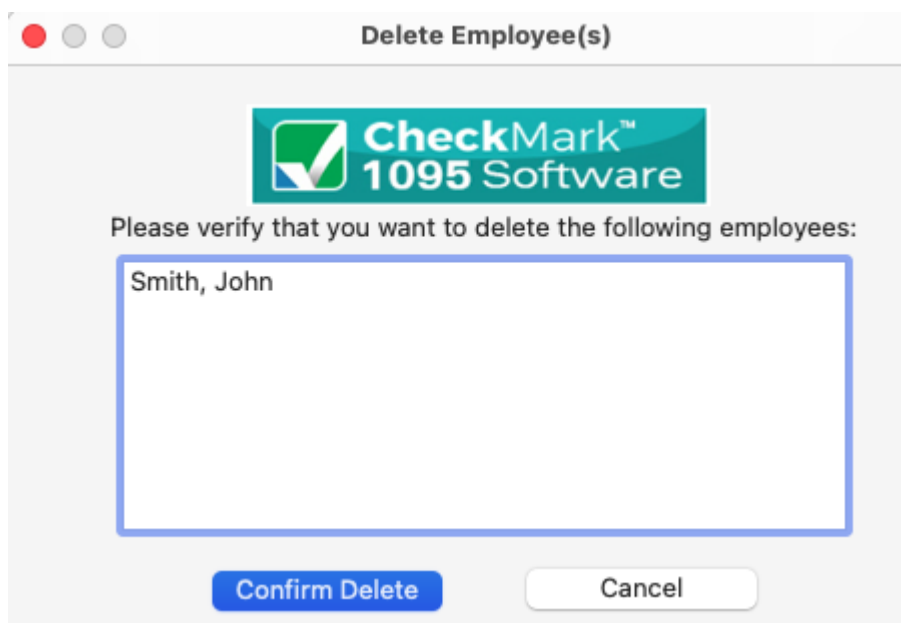 Delete Employee(s)
CheckMark™
1095 Software
Please verify that you want to delete the following employees:
Smith, John
Confirm Delete
Cancel